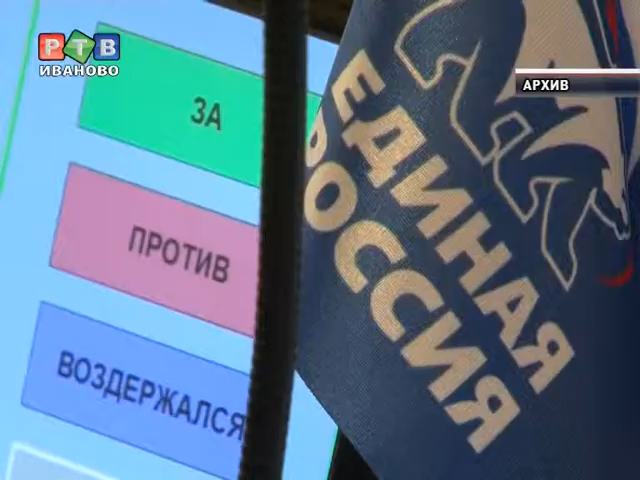 РТВ
ИВАНОВО
АРХИВ
ЗА
ПРОТИВ
ВОЗДЕРЖАЛСЯ
ЕДИНАЯ
РОССИЯ